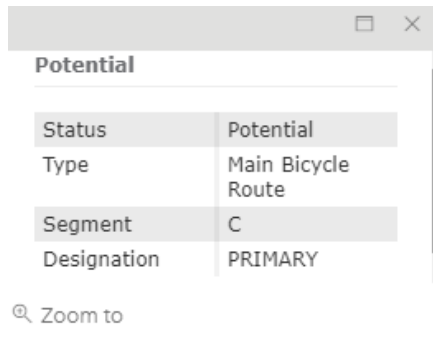 Potential
Status Potential
Type Main Bicycle
Route
Segment C
Designation PRIMARY
Zoom to